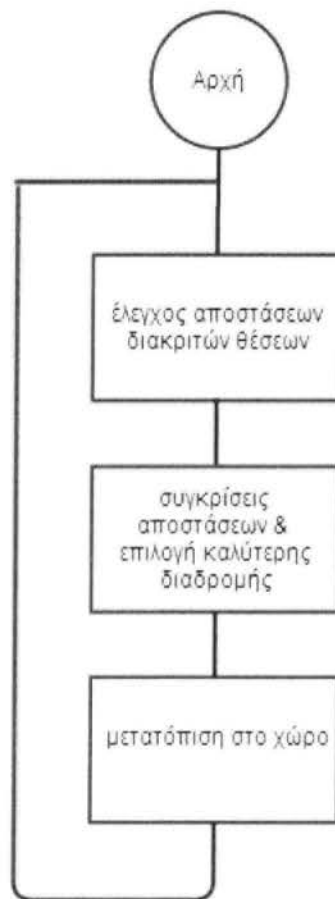 Αρχή
έλεγχος αποστάσεων
διακριτών θέσεων
συγκρίσεις
αποστάσεων &
επιλογή καλύτερης
διαδρομής
μετατόπιση στο χώρο